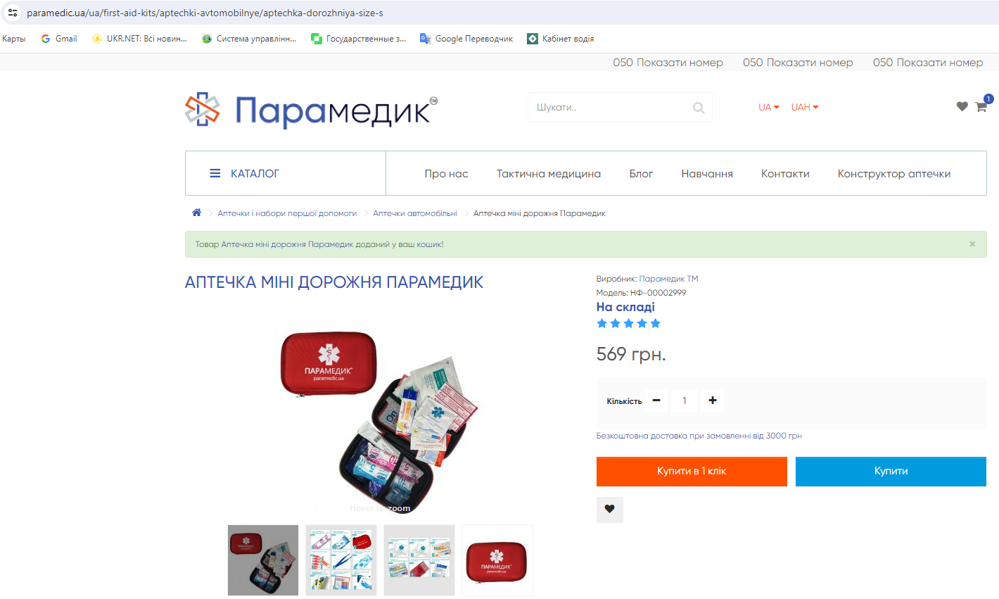 paramedic.ua/ua/first-aid-kits/aptechki-avtomobilnye/aptechka-dorozhniya-size-s
Карты Gmail UKR.NET: Всі новин... Система управлінн... Государственные з... Google Переводчик Кабінет водія
050 Показати номер 050 Показати номер 050 Показати номер
Парамедик TM
Шукати..
UA UAH
1
КАТАЛОГ Про нас Тактична медицина Блог Навчання Контакти Конструктор аптечки
Аптечки і набори першої допомоги Аптечки автомобільні Аптечка міні дорожня Парамедик
Товар Аптечка міні дорожня Парамедик доданий у ваш кошик! ×
АПТЕЧКА МІНІ ДОРОЖНЯ ПАРАМЕДИК
Виробник: Парамедик ТМ
Модель: НФ-00002999
На складі
569 грн.
Кількість 1
Безкоштовна доставка при замовленні від 3000 грн
Купити в 1 клік Купити
ПАРАМЕДИК
paramedic.ua
Hover to zoom
ПАРАМЕДИК
paramedic.ua